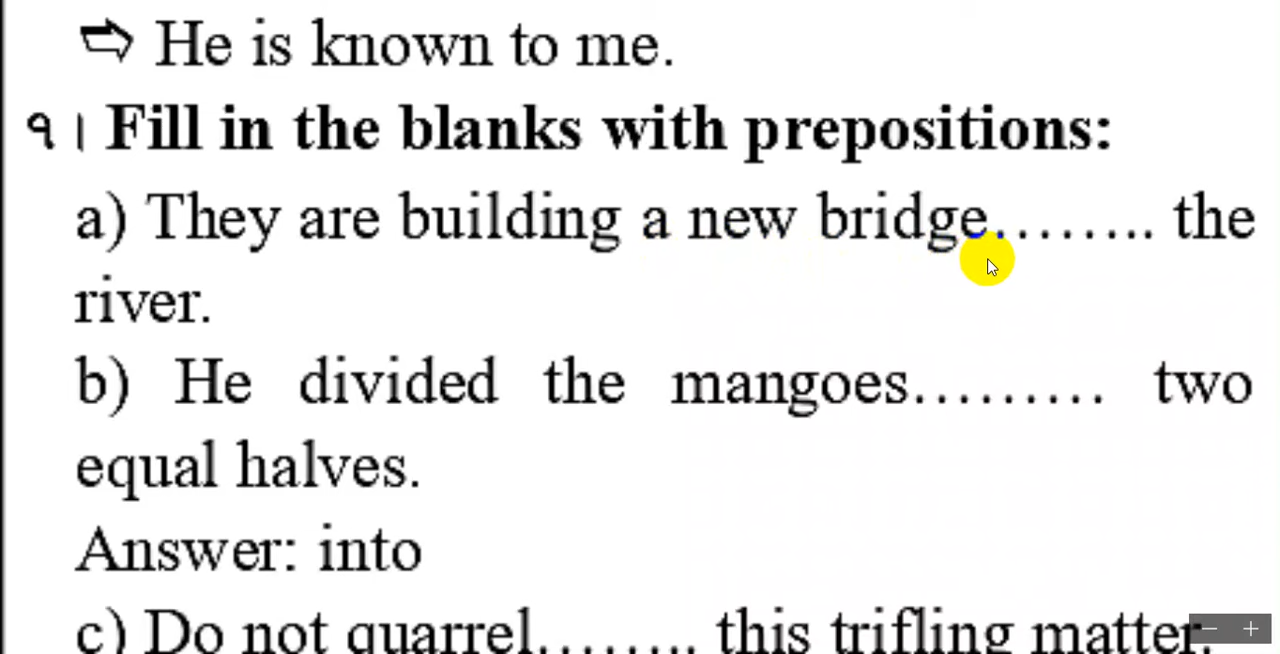 ⇨ He is known to me.
৭। Fill in the blanks with prepositions:
a) They are building a new bridge…….. the
river.
b) He divided the mangoes……… two
equal halves.
Answer: into
c) Do not quarrel…….. this trifling matter.